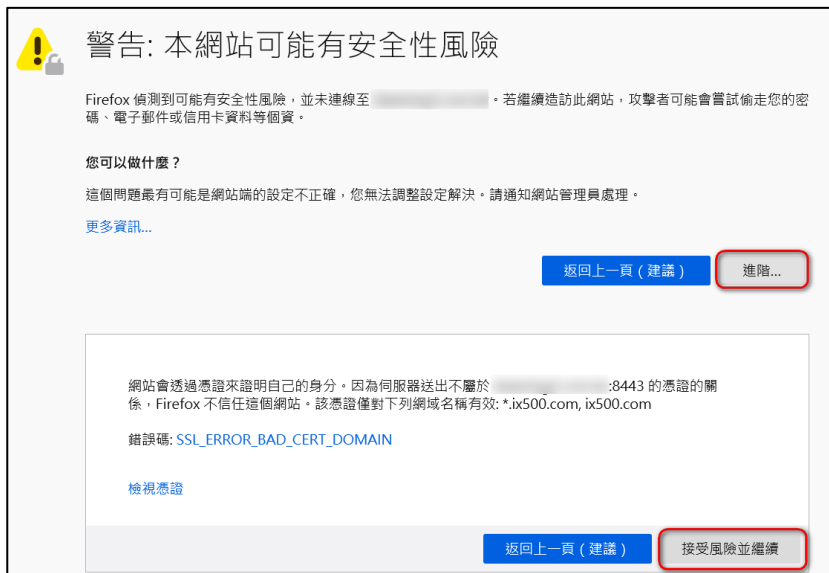 警告: 本網站可能有安全性風險
Firefox 偵測到可能有安全性風險，並未連線至 。若繼續造訪此網站，攻擊者可能會嘗試偷走您的密
碼、電子郵件或信用卡資料等個資。
您可以做什麼？
這個問題最有可能是網站端的設定不正確，您無法調整設定解決。請通知網站管理員處理。
更多資訊...
返回上一頁（建議）
進階...
網站會透過憑證來證明自己的身分。因為伺服器送出不屬於 :8443 的憑證的關
係，Firefox 不信任這個網站。該憑證僅對下列網域名稱有效: *.ix500.com, ix500.com
錯誤碼: SSL_ERROR_BAD_CERT_DOMAIN
檢視憑證
返回上一頁（建議）
接受風險並繼續